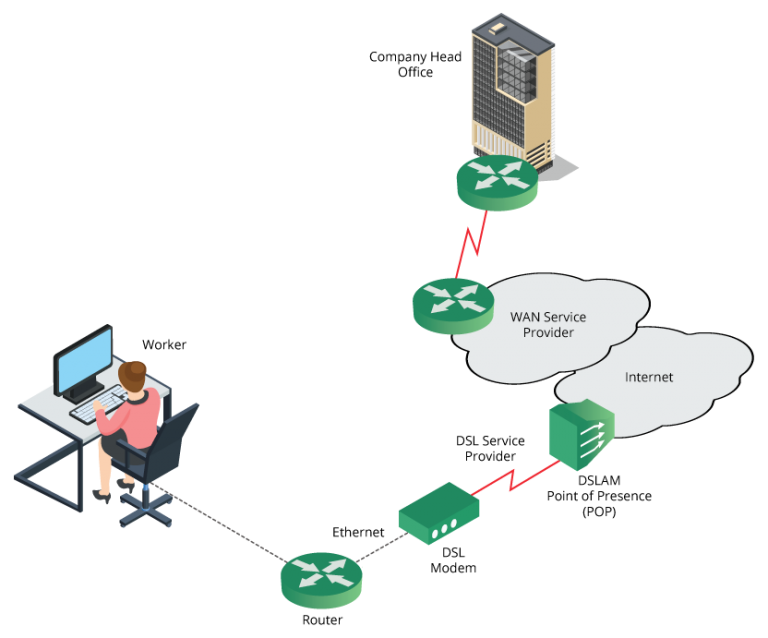 Company Head
Office
WAN Service
Provider
Internet
Worker
DSL Service
Provider
DSLAM
Point of Presence
(POP)
Ethernet
DSL
Modem
Router